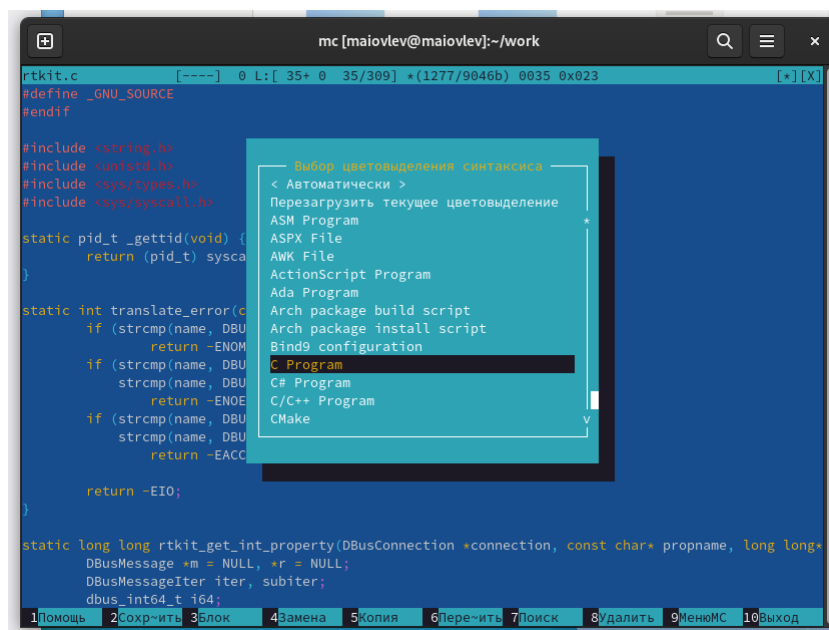 mc [maiovlev@maiovlev]:~/work
rtkit.c [----] 0 L:[ 35+ 0 35/309] *(1277/9046b) 0035 0x023 [*][X]
#define _GNU_SOURCE
#endif
#include <string.h>
#include <unistd.h>
#include <sys/types.h>
#include <sys/syscall.h>
static pid_t _gettid(void) {
return (pid_t) sysca
}
static int translate_error(c
if (strcmp(name, DBU
return -ENOM
if (strcmp(name, DBU
strcmp(name, DBU
return -ENOE
if (strcmp(name, DBU
strcmp(name, DBU
return -EACC
return -EIO;
}
static long long rtkit_get_int_property(DBusConnection *connection, const char* propname, long long*
DBusMessage *m = NULL, *r = NULL;
DBusMessageIter iter, subiter;
dbus_int64_t i64;
Выбор цветовыделения синтаксиса
< Автоматически >
Перезагрузить текущее цветовыделение
ASM Program
ASPX File
AWK File
ActionScript Program
Ada Program
Arch package build script
Arch package install script
Bind9 configuration
C Program
C# Program
C/C++ Program
CMake
1Помощь 2Сохр~ить 3Блок 4Замена 5Копия 6Пере~ить 7Поиск 8Удалить 9МенюMC 10Выход